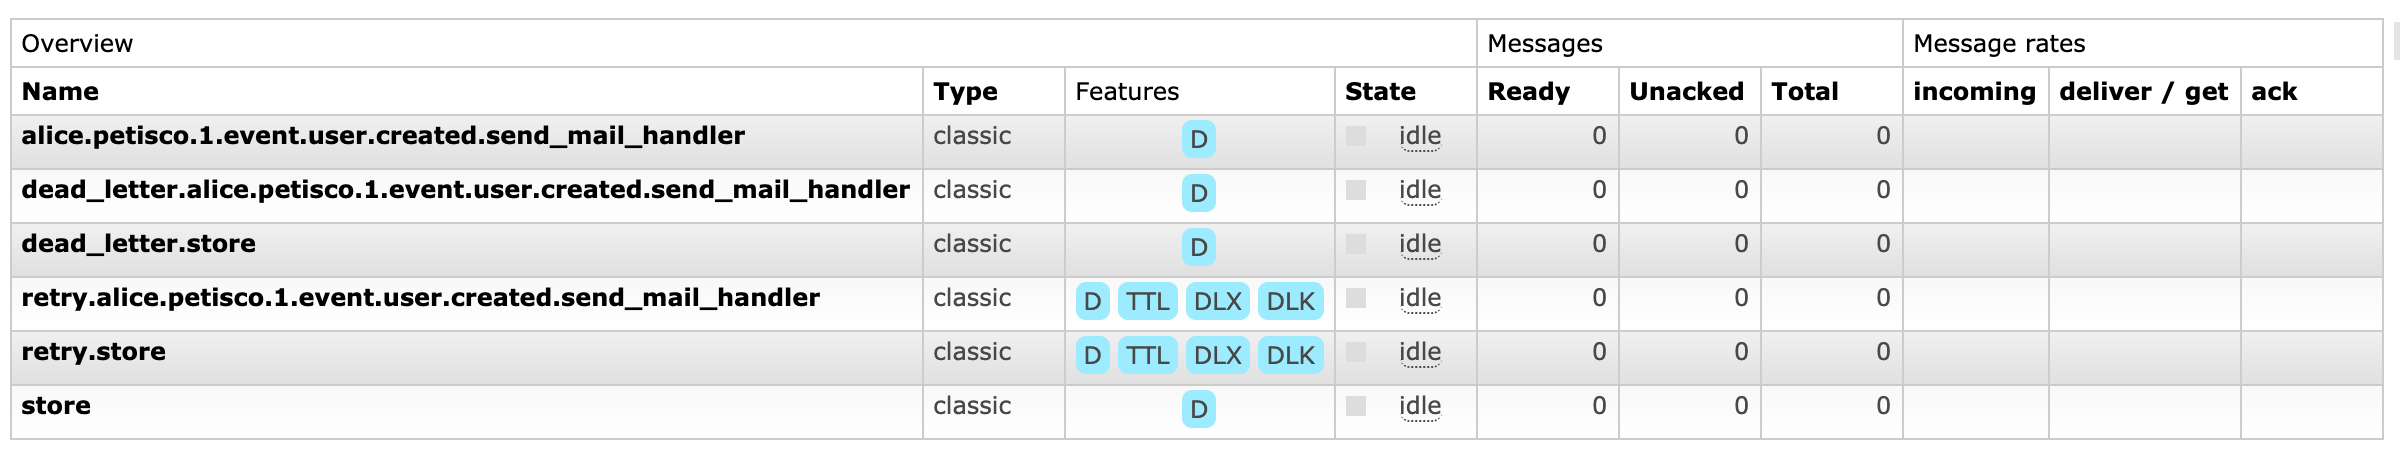 Overview Messages Message rates
Name Type Features State Ready Unacked Total incoming deliver / get ack
alice.petisco.1.event.user.created.send_mail_handler classic D idle 0 0 0
dead_letter.alice.petisco.1.event.user.created.send_mail_handler classic D idle 0 0 0
dead_letter.store classic D idle 0 0 0
retry.alice.petisco.1.event.user.created.send_mail_handler classic D TTL DLX DLK idle 0 0 0
retry.store classic D TTL DLX DLK idle 0 0 0
store classic D idle 0 0 0